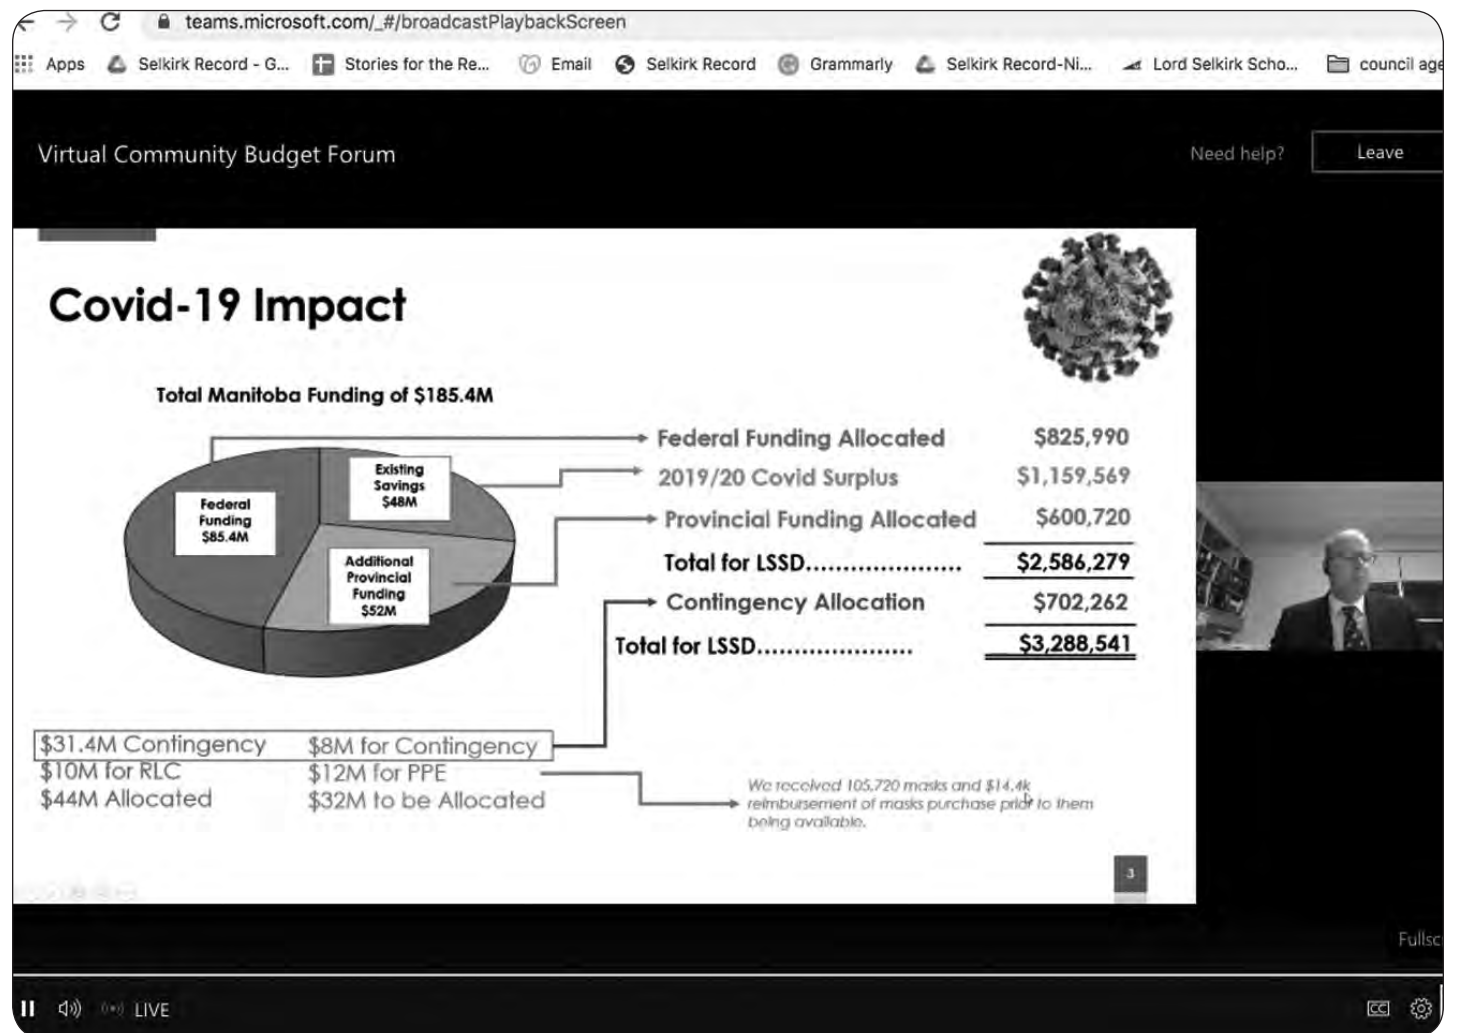 teams.microsoft.com/_#/broadcastPlaybackScreen
Apps Selkirk Record - G... Stories for the Re... Email Selkirk Record Grammarly Selkirk Record-Ni... Lord Selkirk Scho... council age
Virtual Community Budget Forum
Need help? Leave
Covid-19 Impact
Total Manitoba Funding of $185.4M
Federal
Funding
$85.4M
Existing
Savings
$48M
Additional
Provincial
Funding
$52M
Federal Funding Allocated $825,990
2019/20 Covid Surplus $1,159,569
Provincial Funding Allocated $600,720
Total for LSSD..................... $2,586,279
Contingency Allocation $702,262
Total for LSSD..................... $3,288,541
$31.4M Contingency $8M for Contingency
$10M for RLC $12M for PPE
$44M Allocated $32M to be Allocated
We received 105,720 masks and $14.4k
reimbursement of masks purchase prior to them
being available.
3
Fullsc
LIVE
CC